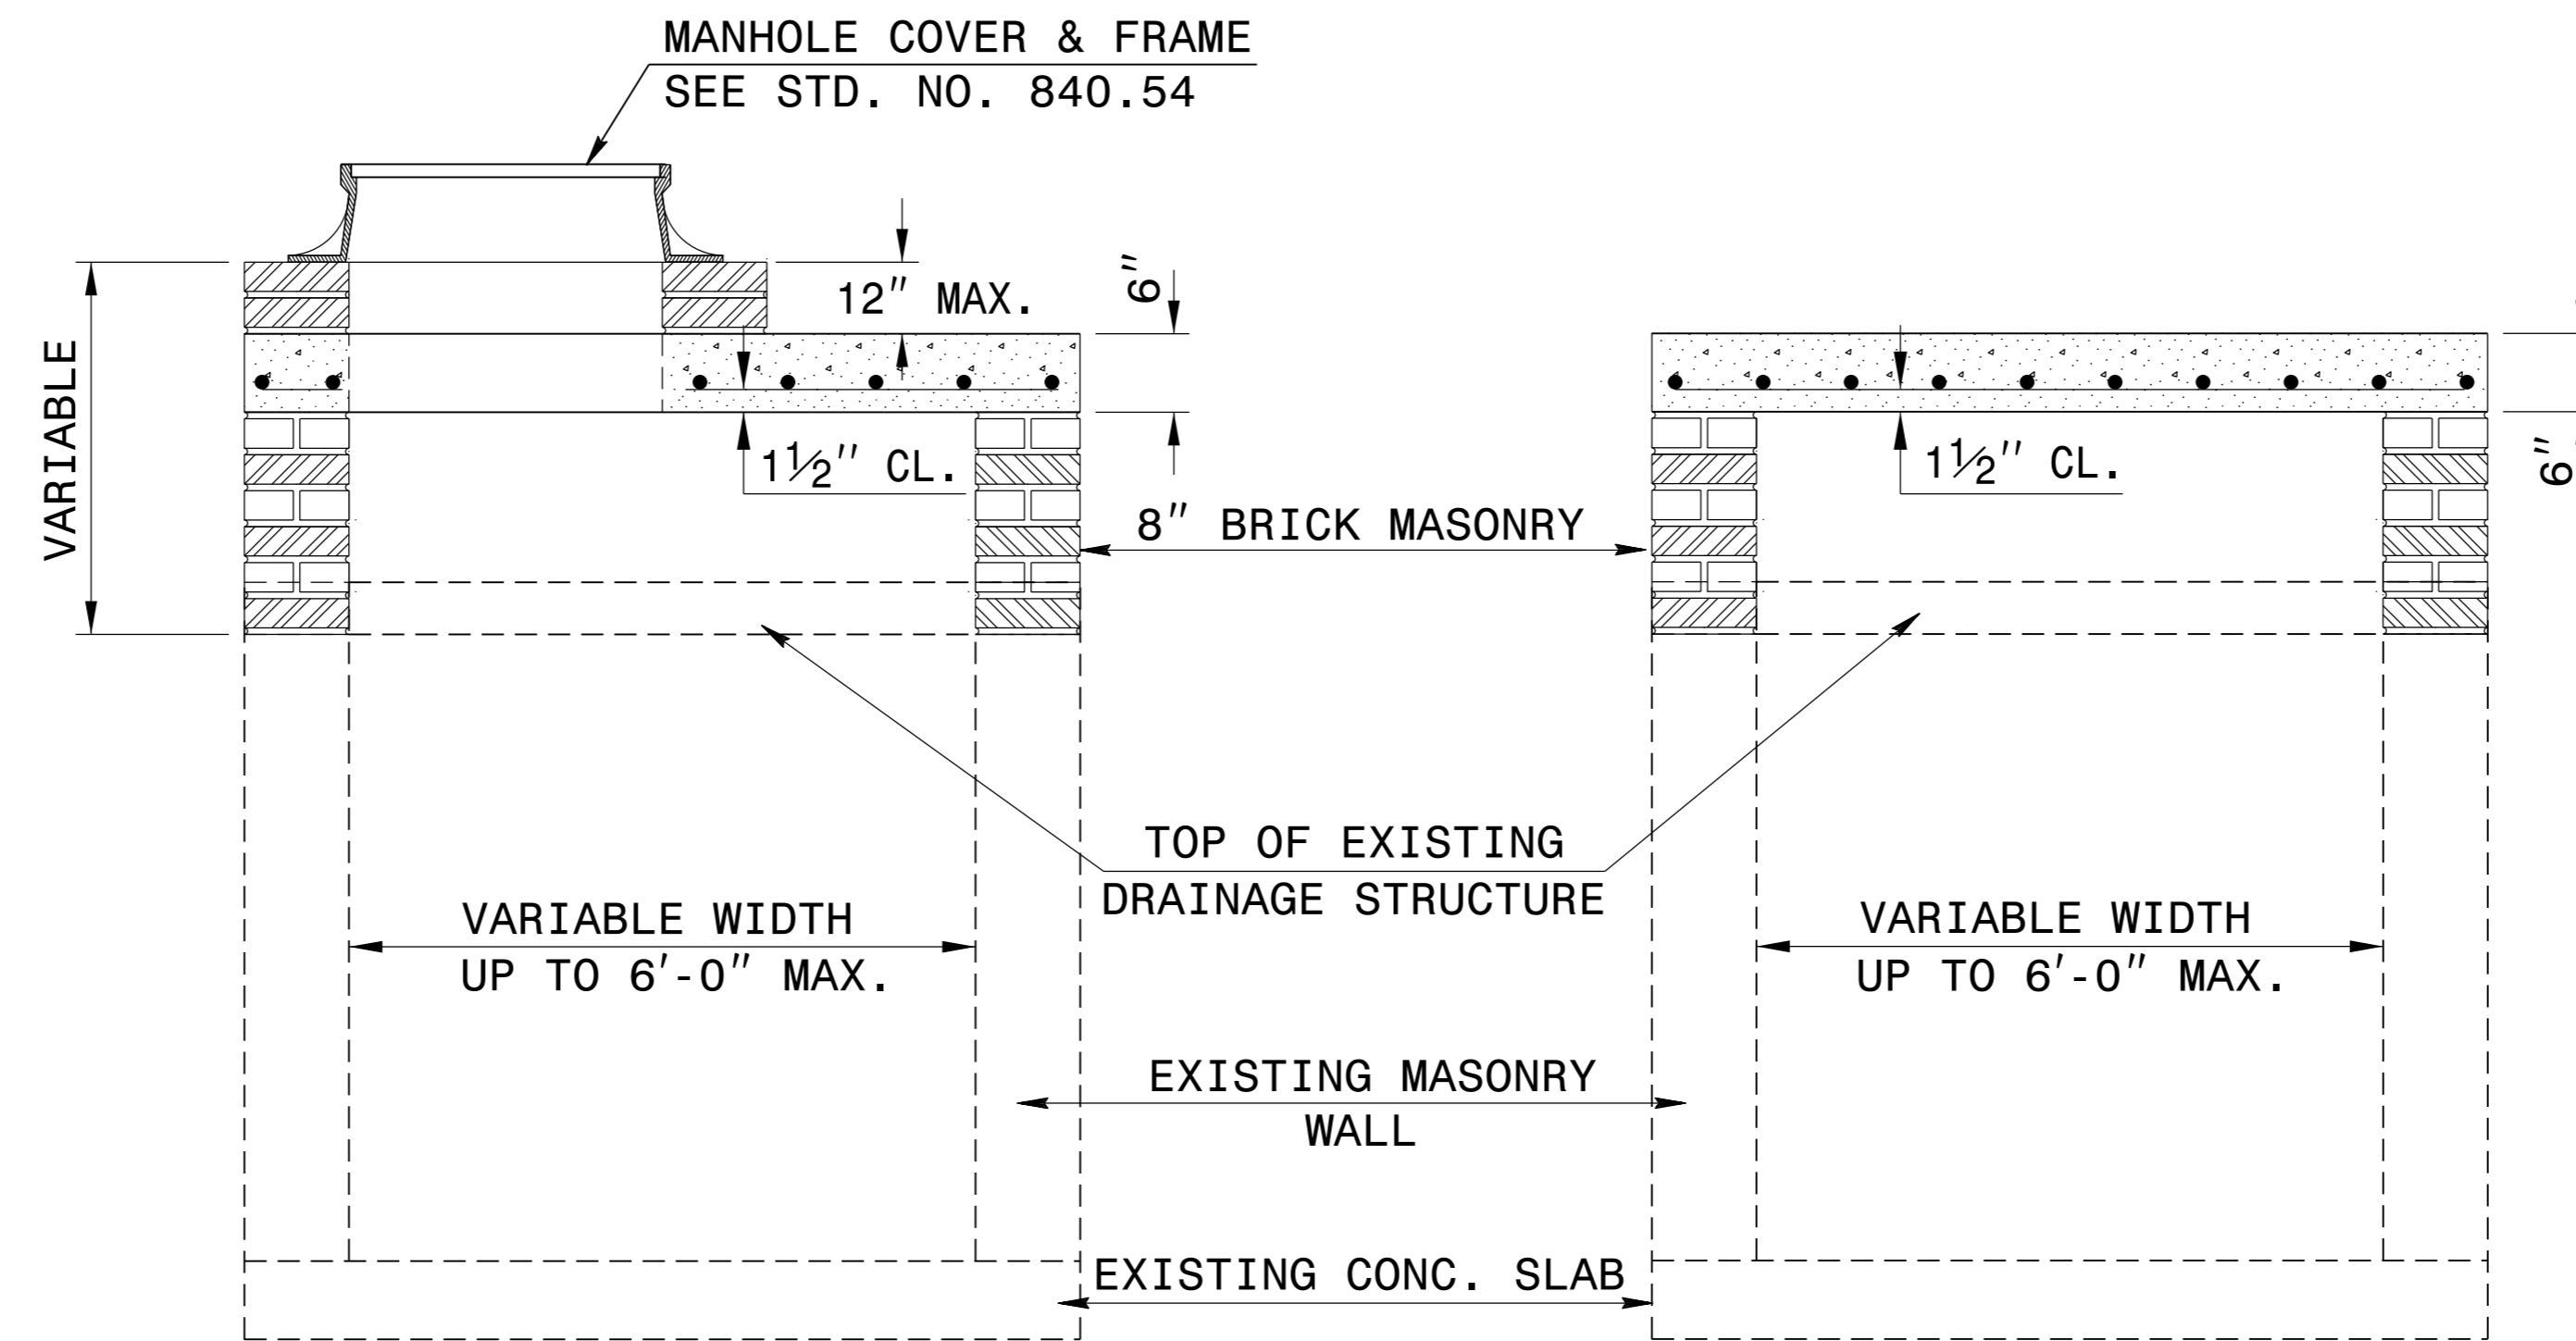 MANHOLE COVER & FRAME
SEE STD. NO. 840.54
12" MAX.
6"
VARIABLE
1½" CL.
1½" CL.
6"
8" BRICK MASONRY
TOP OF EXISTING
DRAINAGE STRUCTURE
VARIABLE WIDTH
UP TO 6'-0" MAX.
VARIABLE WIDTH
UP TO 6'-0" MAX.
EXISTING MASONRY
WALL
EXISTING CONC. SLAB